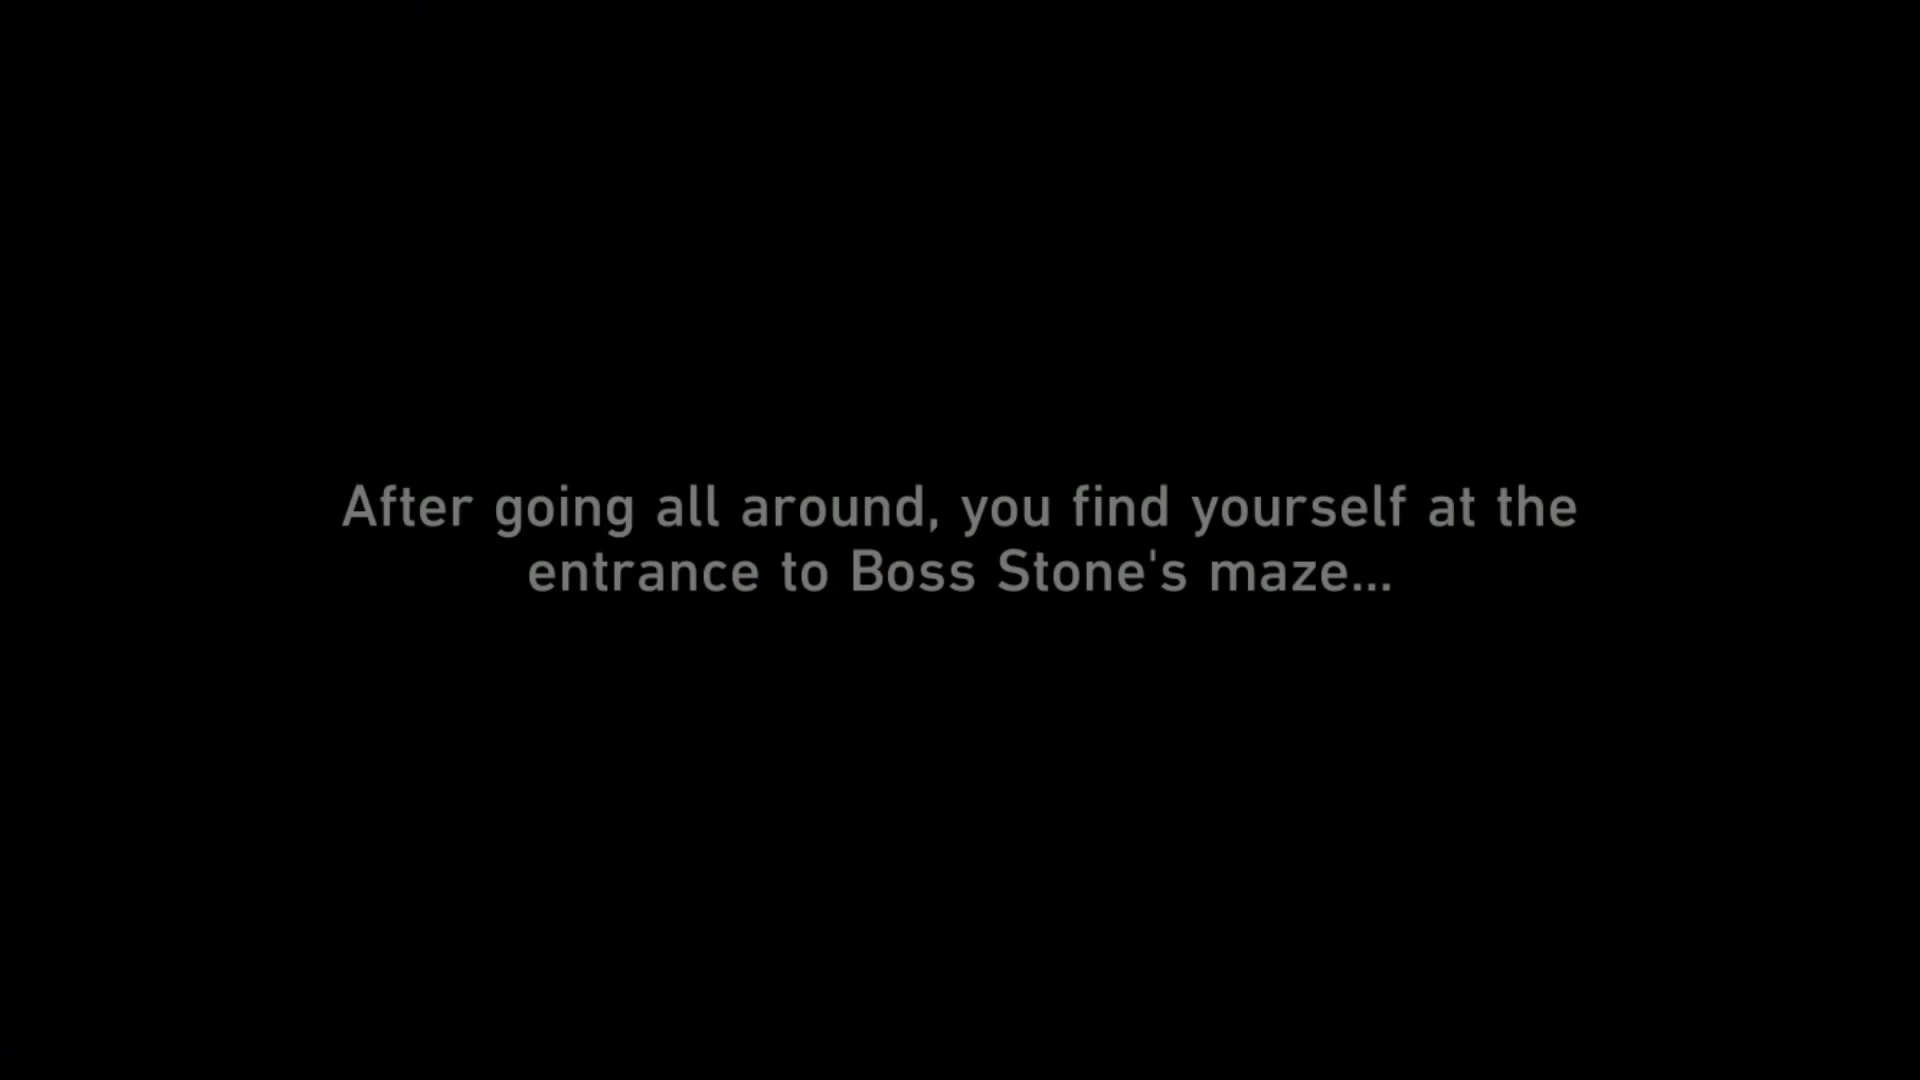 After going all around, you find yourself at the
entrance to Boss Stone's maze...